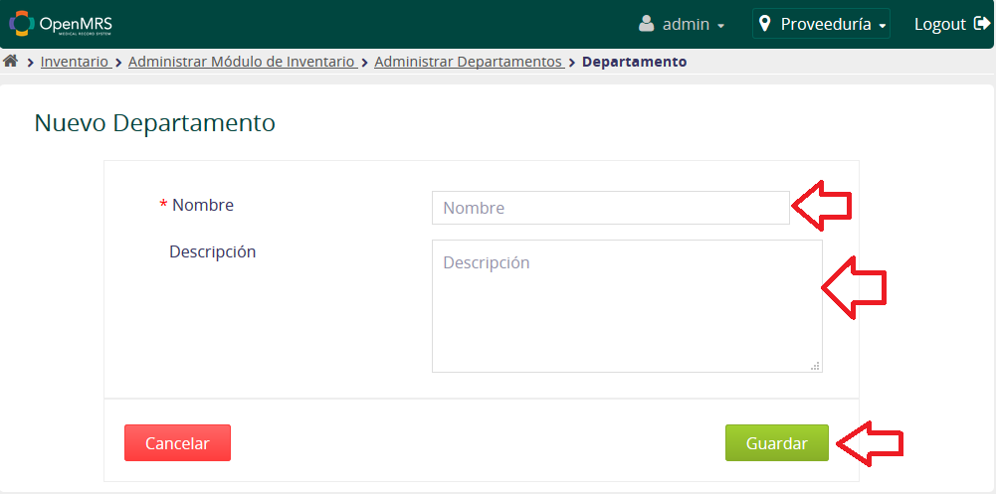 OpenMRS
MEDICAL RECORD SYSTEM
admin
Proveeduría
Logout
Inventario > Administrar Módulo de Inventario > Administrar Departamentos > Departamento
Nuevo Departamento
* Nombre
Nombre
Descripción
Descripción
Cancelar
Guardar